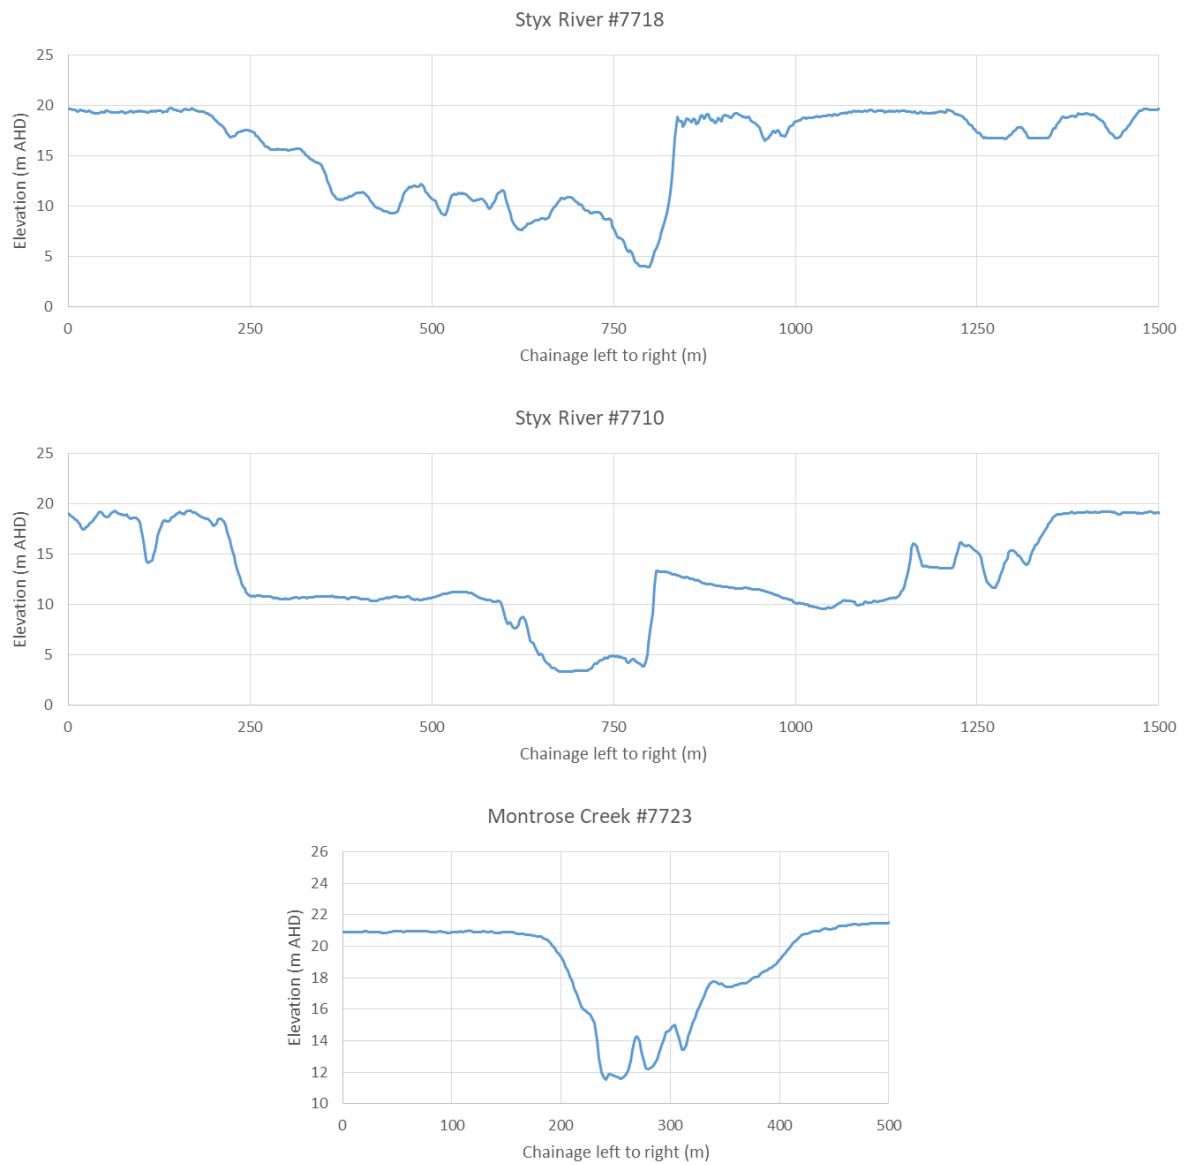 Styx River #7718
25
20
15
10
5
0
Elevation (m AHD)
0 250 500 750 1000 1250 1500
Chainage left to right (m)
Styx River #7710
25
20
15
10
5
0
Elevation (m AHD)
0 250 500 750 1000 1250 1500
Chainage left to right (m)
Montrose Creek #7723
26
24
22
20
18
16
14
12
10
Elevation (m AHD)
0 100 200 300 400 500
Chainage left to right (m)